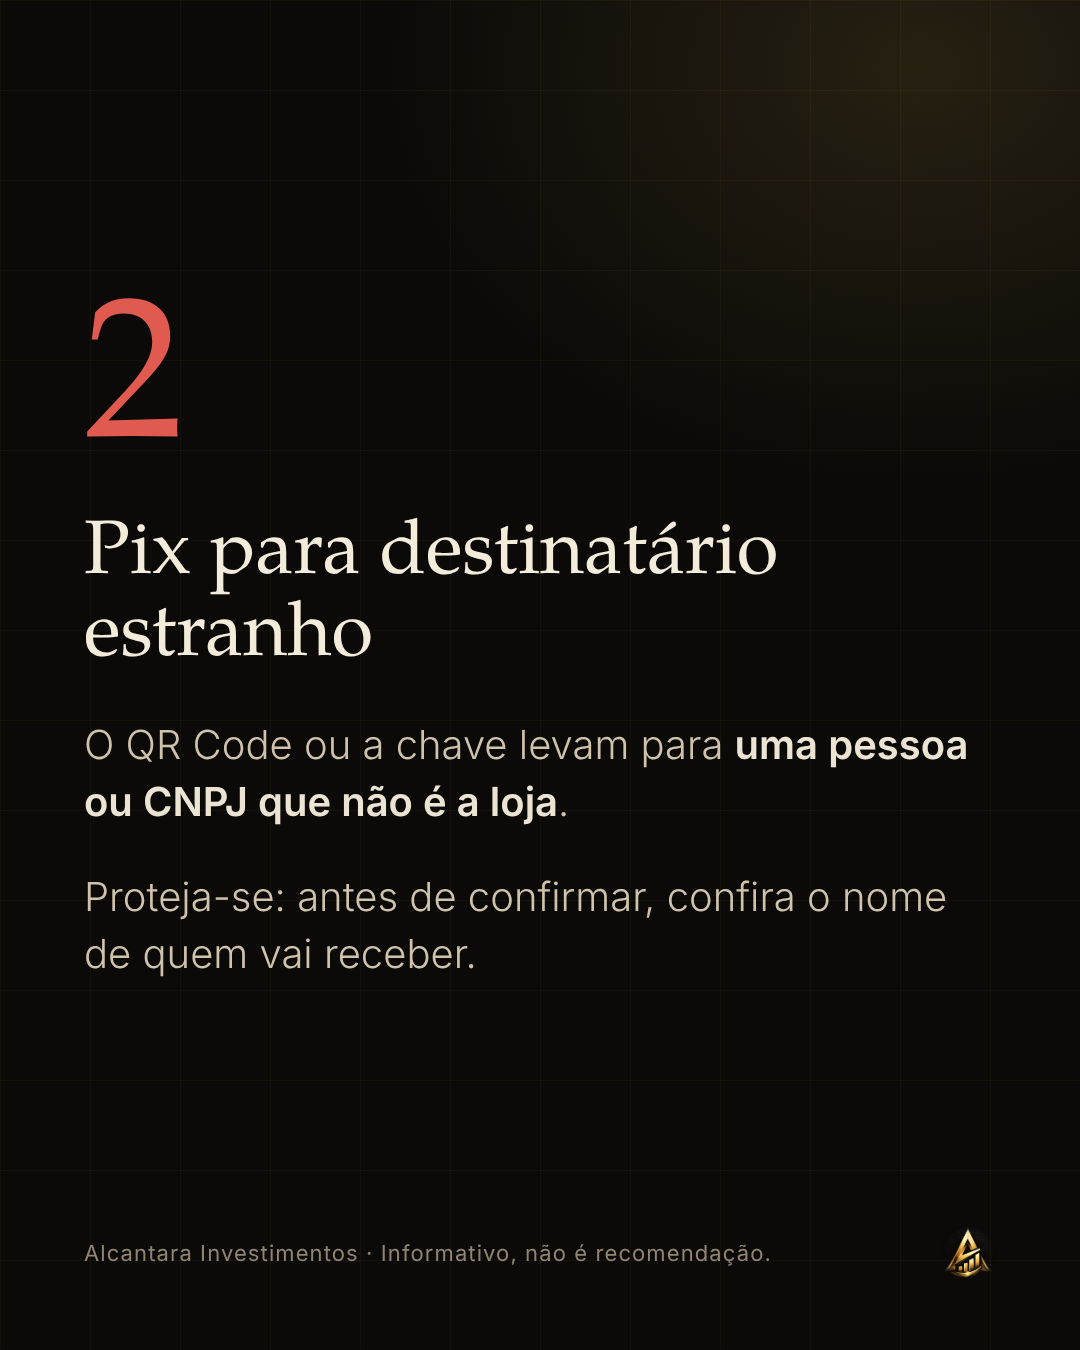 2
Pix para destinatário
estranho
O QR Code ou a chave levam para uma pessoa
ou CNPJ que não é a loja.
Proteja-se: antes de confirmar, confira o nome
de quem vai receber.
Alcantara Investimentos · Informativo, não é recomendação.